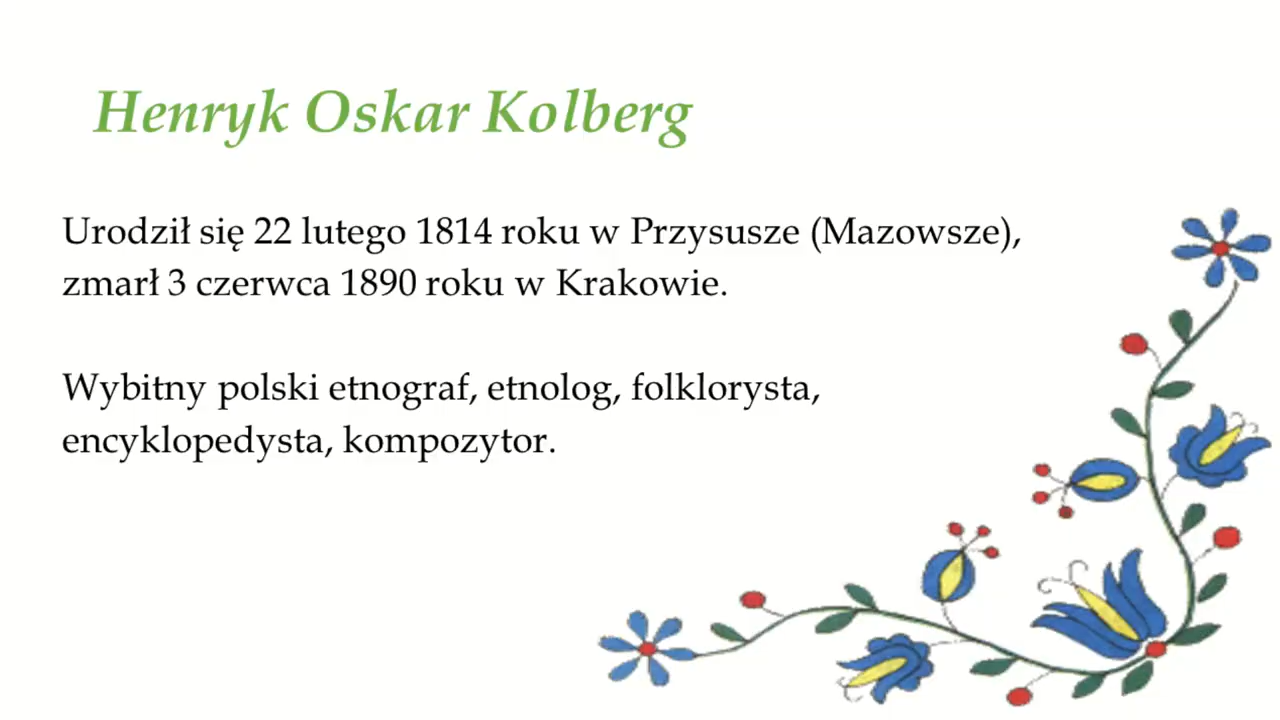 Henryk Oskar Kolberg
Urodził się 22 lutego 1814 roku w Przysusze (Mazowsze),
zmarł 3 czerwca 1890 roku w Krakowie.
Wybitny polski etnograf, etnolog, folklorysta,
encyklopedysta, kompozytor.